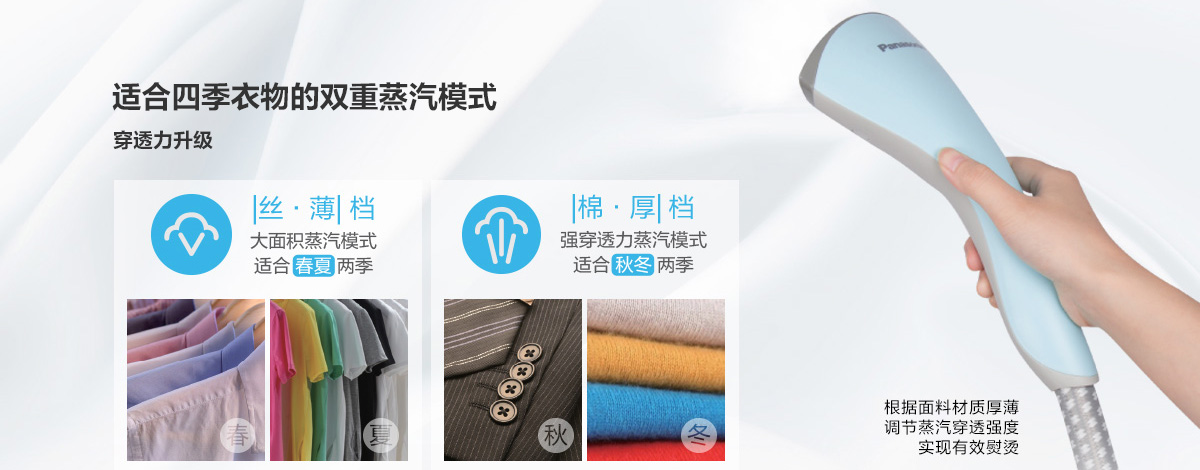 适合四季衣物的双重蒸汽模式
穿透力升级
丝·薄 档
大面积蒸汽模式
适合 春夏 两季
春
夏
棉·厚 档
强穿透力蒸汽模式
适合 秋冬 两季
秋
冬
Panasonic
根据面料材质厚薄
调节蒸汽穿透强度
实现有效熨烫